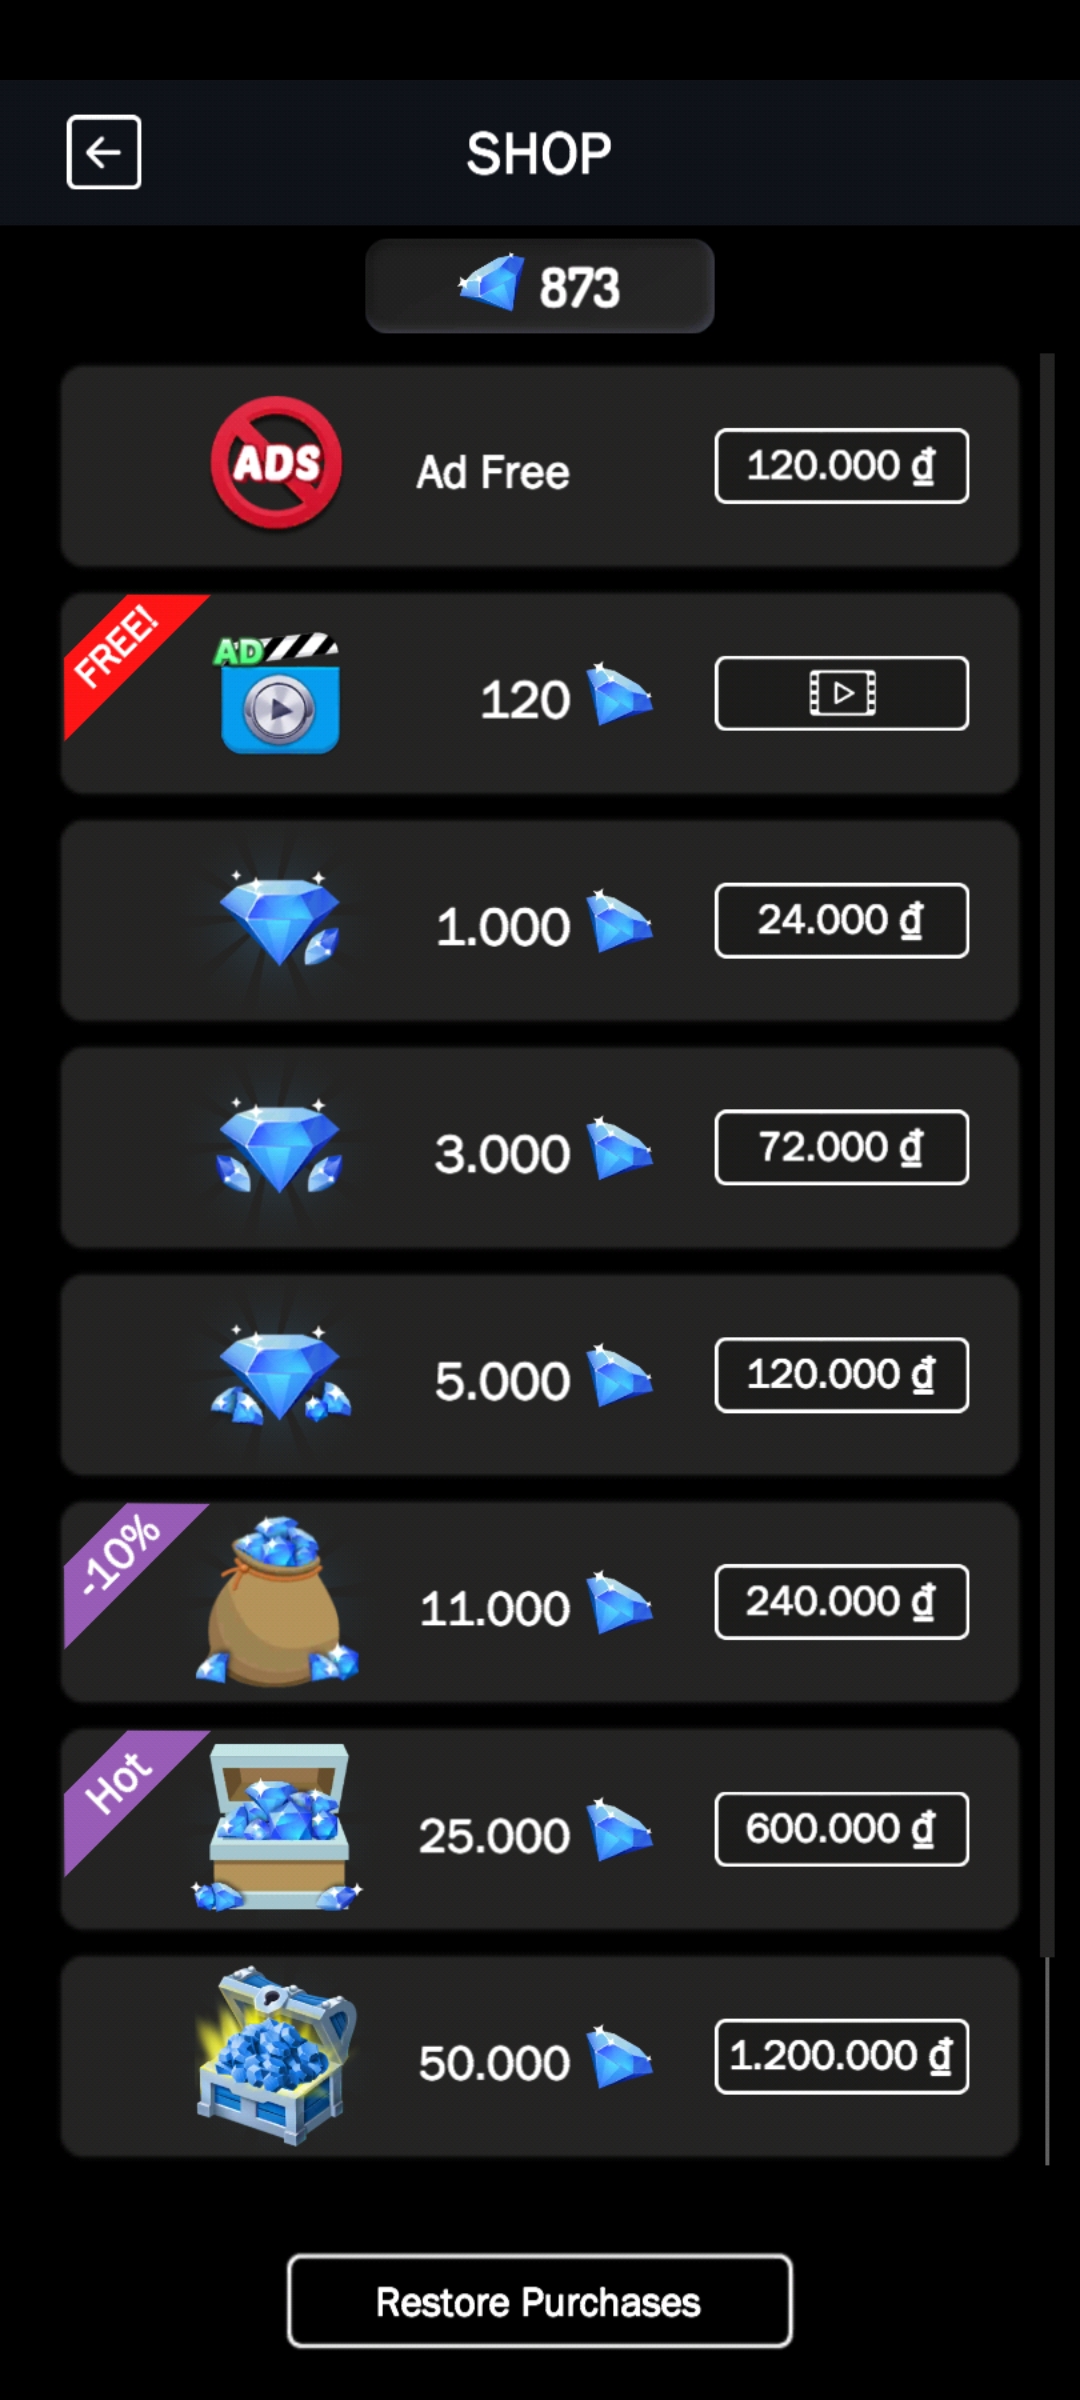 SHOP
873
ADS
Ad Free
120.000 ₫
FREE!
AD
120
1.000
24.000 ₫
3.000
72.000 ₫
5.000
120.000 ₫
-10%
11.000
240.000 ₫
Hot
25.000
600.000 ₫
50.000
1.200.000 ₫
Restore Purchases